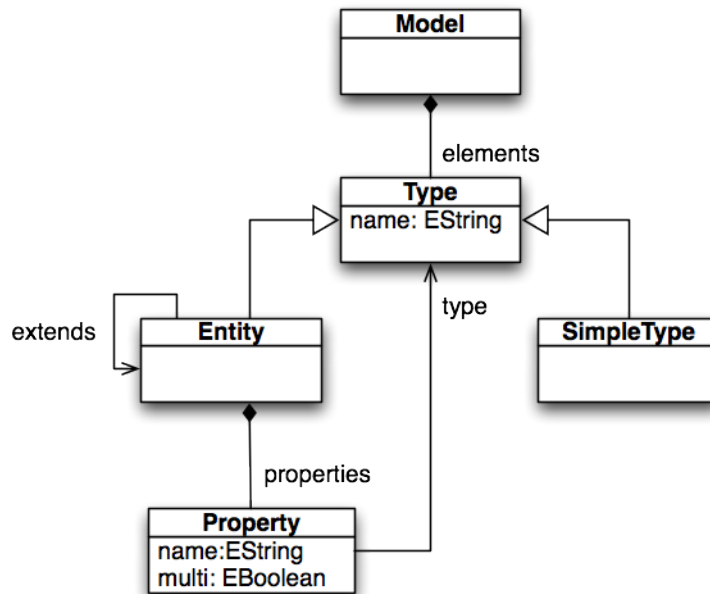 Model
elements
Type
name: EString
type
extends
Entity
SimpleType
properties
Property
name:EString
multi: EBoolean